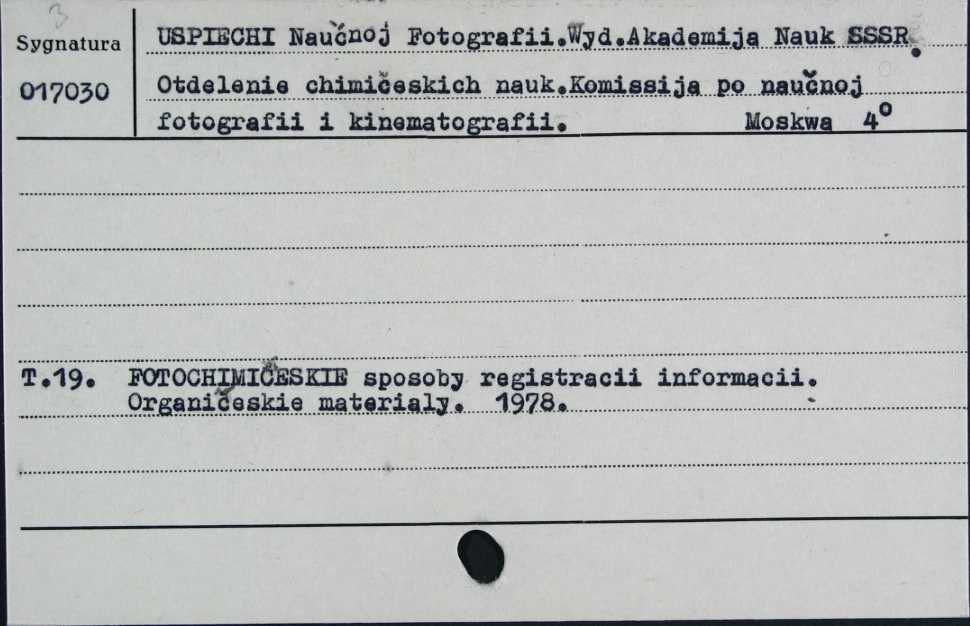 3
Sygnatura
017030
USPIECHI Naučnoj Fotografii.Wyd.Akademija Nauk SSSR.
Otdelenie chimičeskich nauk.Komissija po naučnoj
fotografii i kinematografii. Moskwa 4°
T.19. FOTOCHIMIČESKIE sposoby registracii informacii.
Organičeskie materialy. 1978.